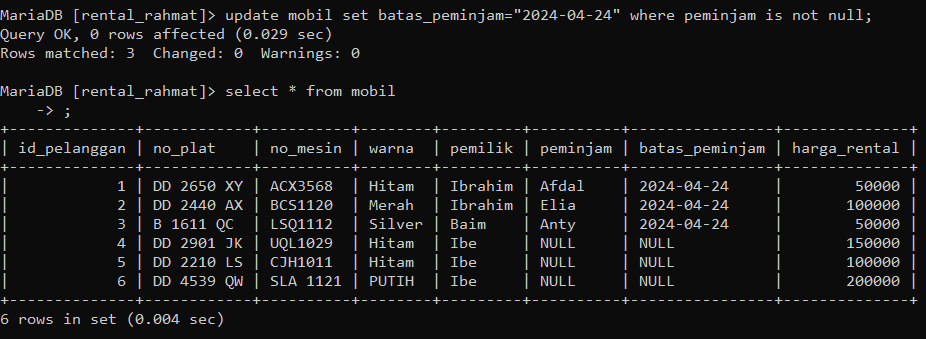 MariaDB [rental_rahmat]> update mobil set batas_peminjam="2024-04-24" where peminjam is not null;
Query OK, 0 rows affected (0.029 sec)
Rows matched: 3  Changed: 0  Warnings: 0

MariaDB [rental_rahmat]> select * from mobil
    -> ;
+--------------+------------+----------+--------+---------+----------+----------------+--------------+
| id_pelanggan | no_plat    | no_mesin | warna  | pemilik | peminjam | batas_peminjam | harga_rental |
+--------------+------------+----------+--------+---------+----------+----------------+--------------+
|            1 | DD 2650 XY | ACX3568  | Hitam  | Ibrahim | Afdal    | 2024-04-24     |        50000 |
|            2 | DD 2440 AX | BCS1120  | Merah  | Ibrahim | Elia     | 2024-04-24     |       100000 |
|            3 | B 1611 QC  | LSQ1112  | Silver | Baim    | Anty     | 2024-04-24     |        50000 |
|            4 | DD 2901 JK | UQL1029  | Hitam  | Ibe     | NULL     | NULL           |       150000 |
|            5 | DD 2210 LS | CJH1011  | Hitam  | Ibe     | NULL     | NULL           |       100000 |
|            6 | DD 4539 QW | SLA 1121 | PUTIH  | Ibe     | NULL     | NULL           |       200000 |
+--------------+------------+----------+--------+---------+----------+----------------+--------------+
6 rows in set (0.004 sec)